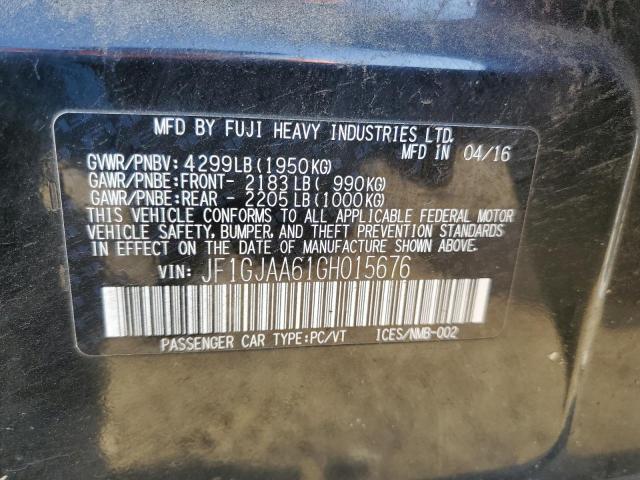 MFD BY FUJI HEAVY INDUSTRIES LTD.
MFD IN 04/16
GVWR/PNBV: 4299LB (1950KG)
GAWR/PNBE:FRONT- 2183 LB ( 990KG)
GAWR/PNBE:REAR - 2205 LB (1000KG)
THIS VEHICLE CONFORMS TO ALL APPLICABLE FEDERAL MOTOR
VEHICLE SAFETY, BUMPER, AND THEFT PREVENTION STANDARDS
IN EFFECT ON THE DATE OF MANUFACTURE SHOWN ABOVE.
VIN: JF1GJAA61GH015676
PASSENGER CAR TYPE:PC/VT ICES/NMB-002